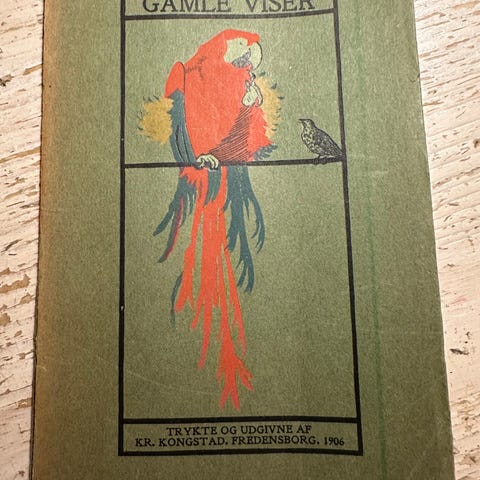 GAMLE VISER
TRYKTE OG UDGIVNE AF
KR. KONGSTAD. FREDENSBORG. 1906